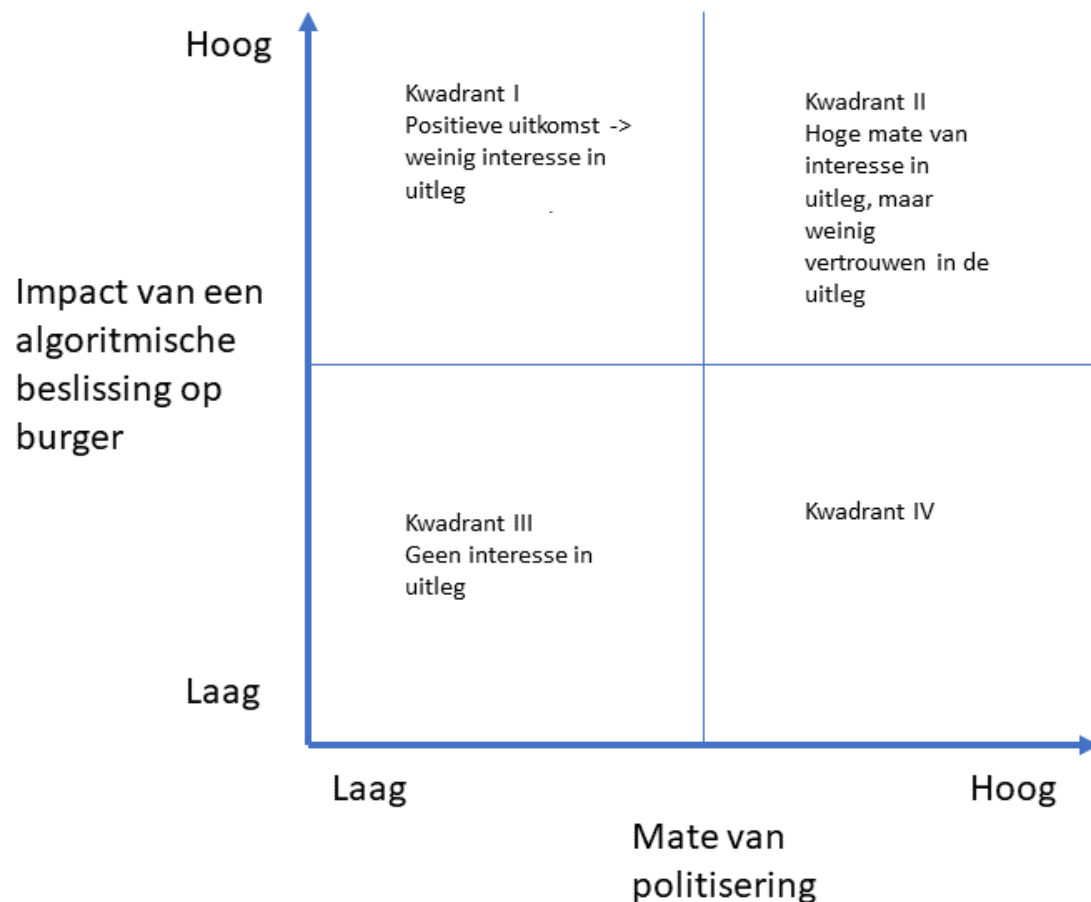 Hoog
Kwadrant I
Positieve uitkomst ->
weinig interesse in
uitleg
Kwadrant II
Hoge mate van
interesse in
uitleg, maar
weinig
vertrouwen in de
uitleg
Impact van een
algoritmische
beslissing op
burger
Kwadrant III
Geen interesse in
uitleg
Kwadrant IV
Laag
Laag
Hoog
Mate van
politisering